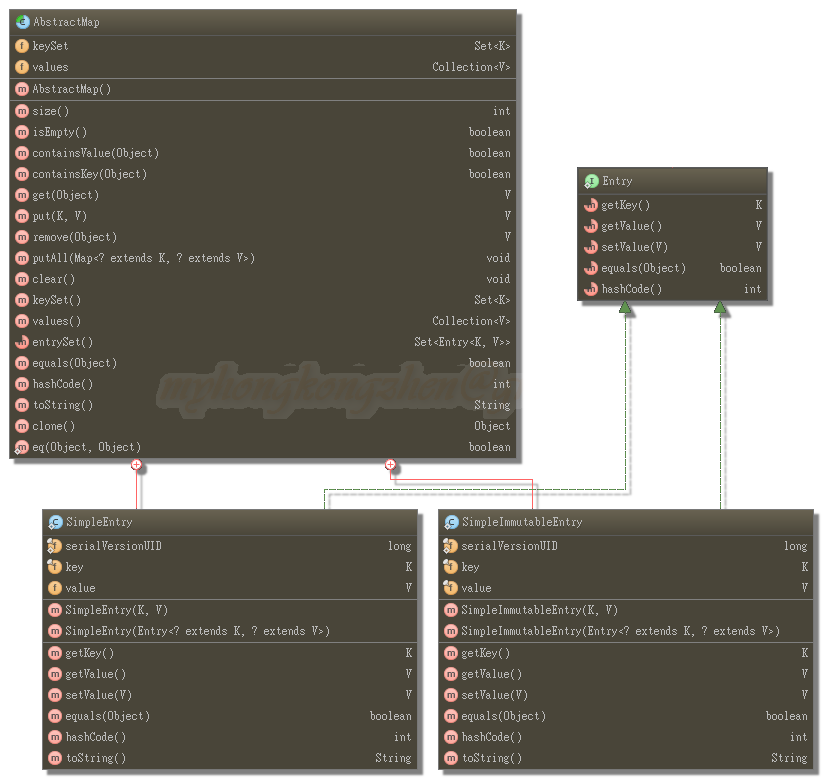 AbstractMap
keySet Set<K>
values Collection<V>
AbstractMap()
size() int
isEmpty() boolean
containsValue(Object) boolean
containsKey(Object) boolean
get(Object) V
put(K, V) V
remove(Object) V
putAll(Map<? extends K, ? extends V>) void
clear() void
keySet() Set<K>
values() Collection<V>
entrySet() Set<Entry<K, V>>
equals(Object) boolean
hashCode() int
toString() String
clone() Object
eq(Object, Object) boolean
Entry
getKey() K
getValue() V
setValue(V) V
equals(Object) boolean
hashCode() int
SimpleEntry
serialVersionUID long
key K
value V
SimpleEntry(K, V)
SimpleEntry(Entry<? extends K, ? extends V>)
getKey() K
getValue() V
setValue(V) V
equals(Object) boolean
hashCode() int
toString() String
SimpleImmutableEntry
serialVersionUID long
key K
value V
SimpleImmutableEntry(K, V)
SimpleImmutableEntry(Entry<? extends K, ? extends V>)
getKey() K
getValue() V
setValue(V) V
equals(Object) boolean
hashCode() int
toString() String